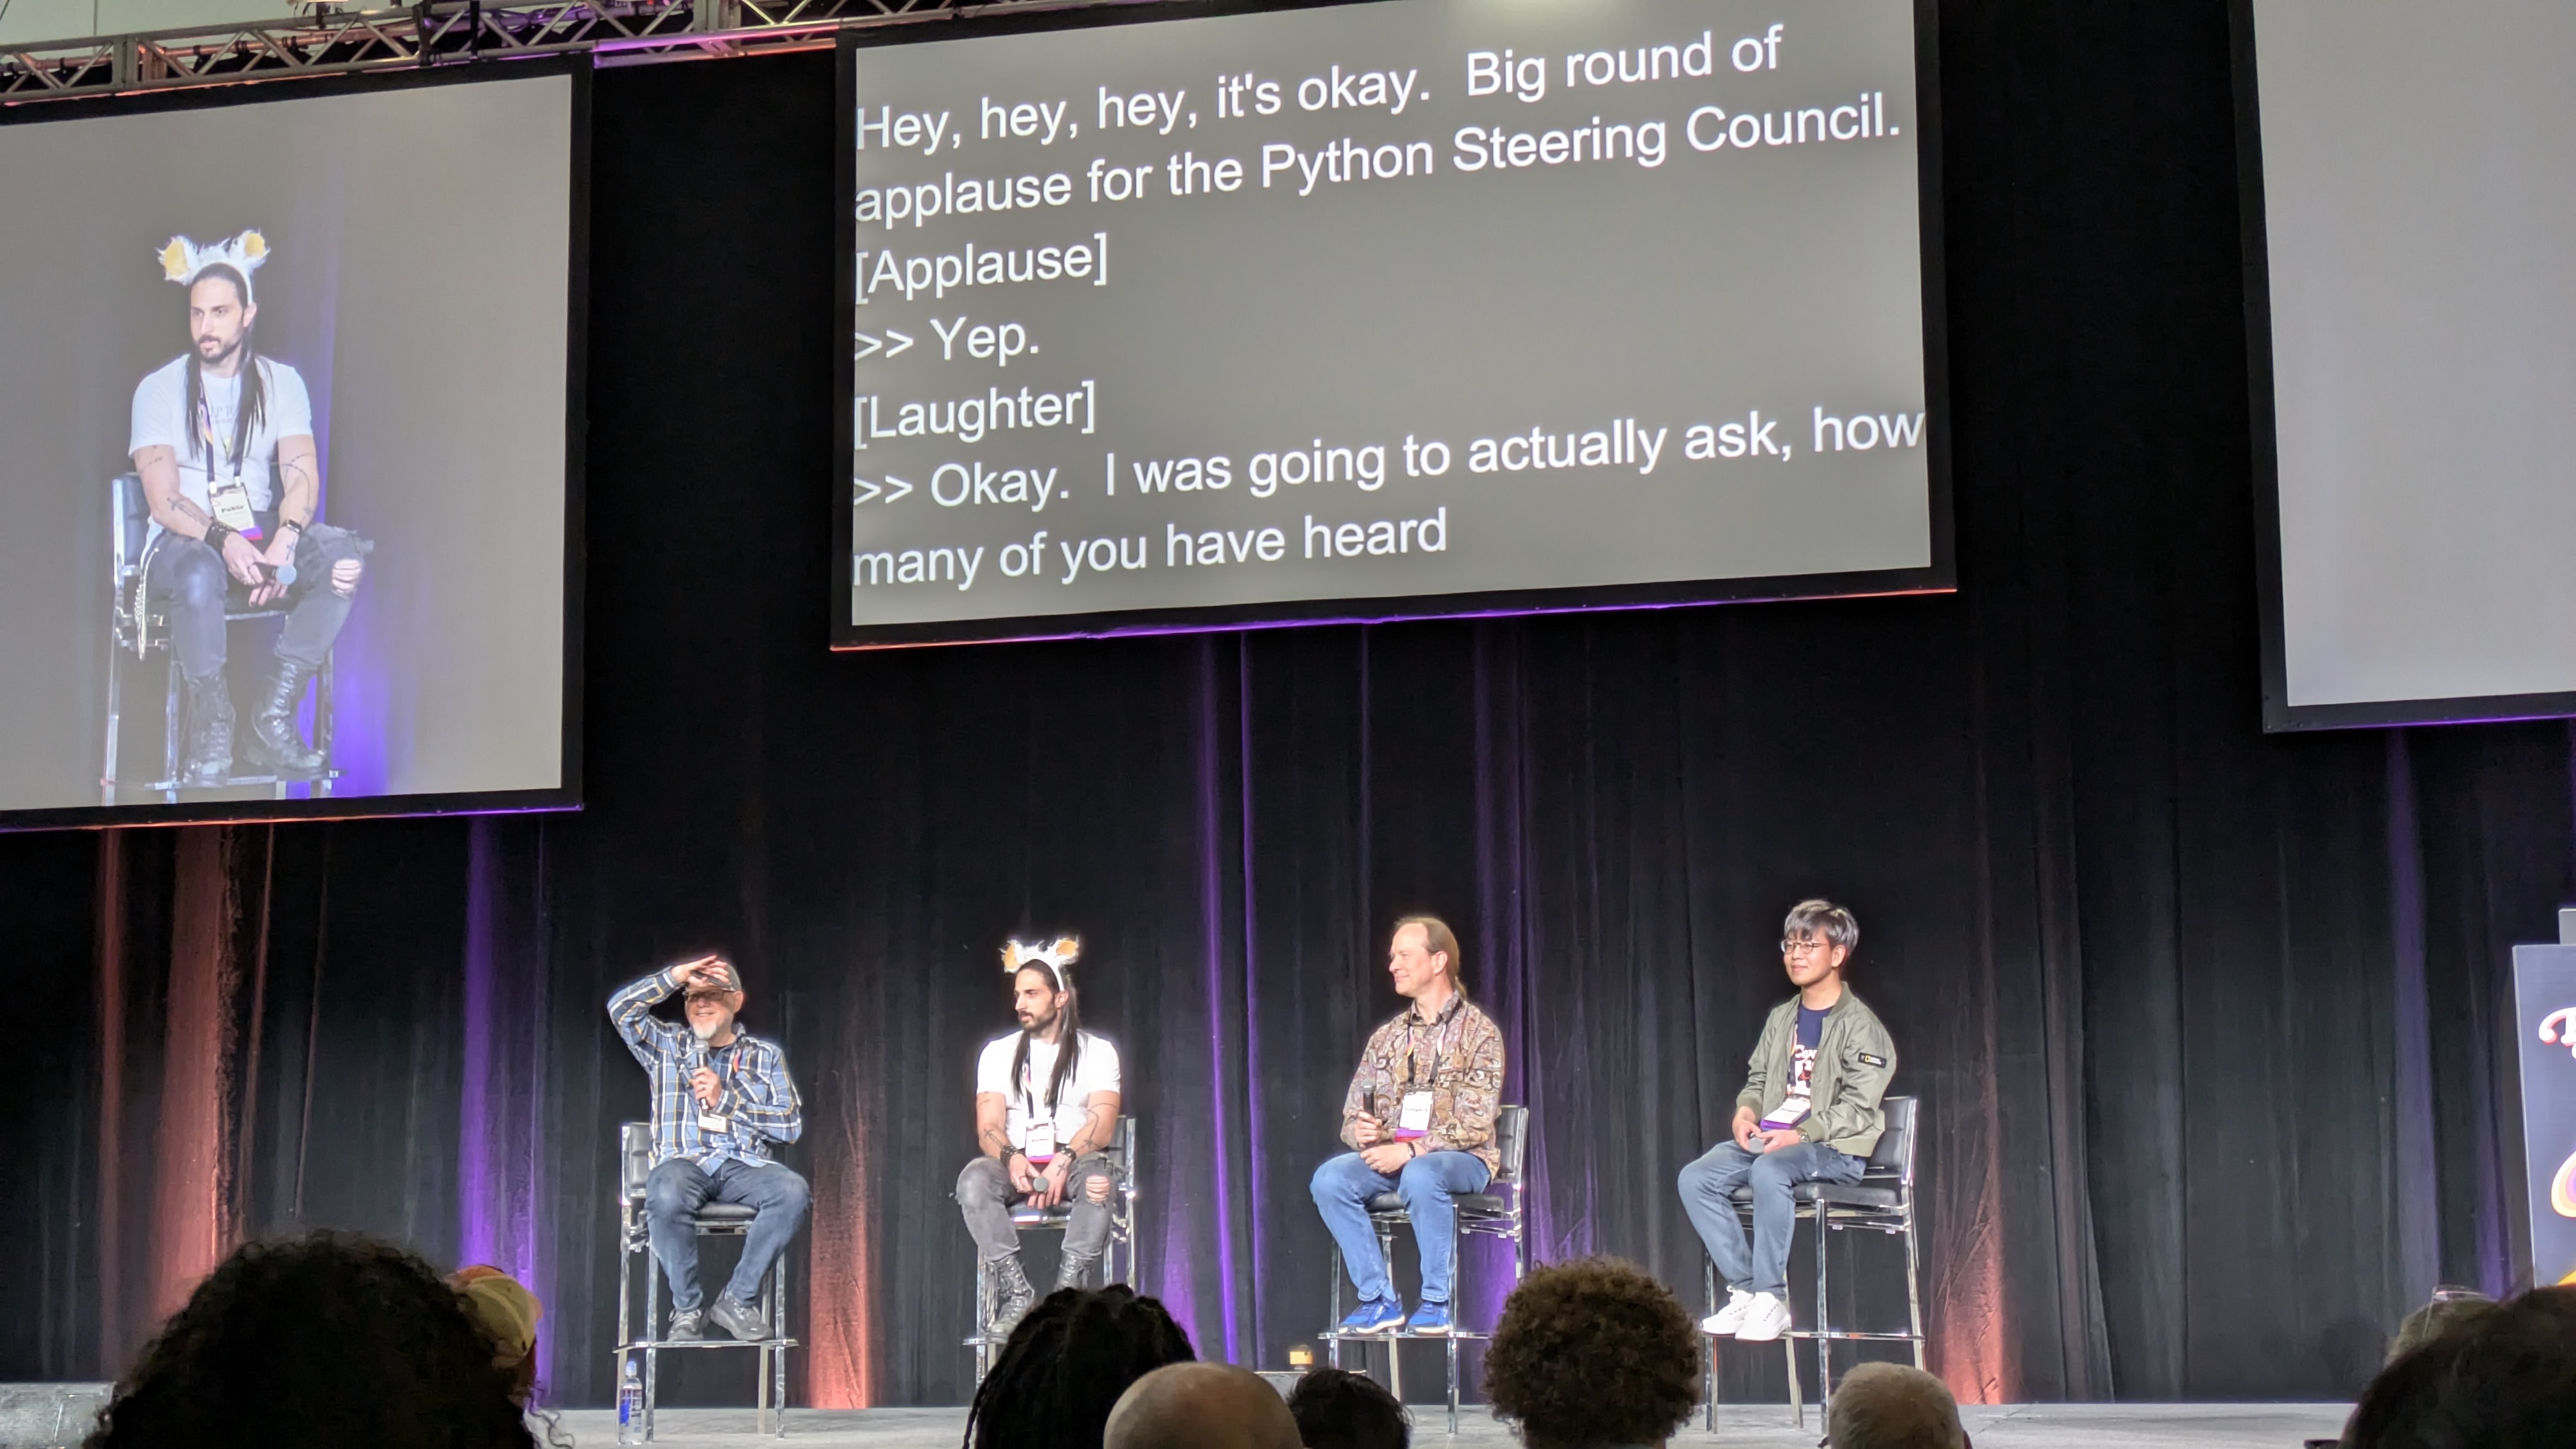 Hey, hey, hey, it's okay.  Big round of
applause for the Python Steering Council.
[Applause]
>> Yep.
[Laughter]
>> Okay.  I was going to actually ask, how
many of you have heard
Pablo